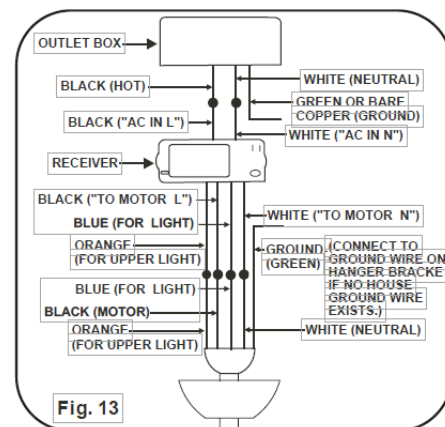 OUTLET BOX
BLACK (HOT)
WHITE (NEUTRAL)
GREEN OR BARE
COPPER (GROUND)
BLACK ("AC IN L")
WHITE ("AC IN N")
RECEIVER
BLACK ("TO MOTOR L")
BLUE (FOR LIGHT)
WHITE ("TO MOTOR N")
ORANGE
(FOR UPPER LIGHT)
GROUND
(GREEN)
(CONNECT TO
GROUND WIRE ON
HANGER BRACKE
IF NO HOUSE
GROUND WIRE
EXISTS.)
BLUE (FOR LIGHT)
BLACK (MOTOR)
ORANGE
(FOR UPPER LIGHT)
WHITE (NEUTRAL)
Fig. 13